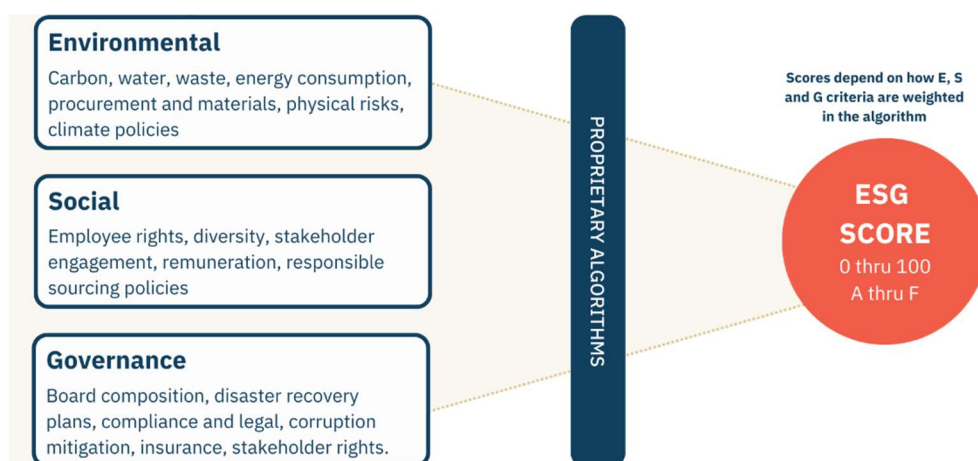 Environmental
Carbon, water, waste, energy consumption,
procurement and materials, physical risks,
climate policies
Social
Employee rights, diversity, stakeholder
engagement, remuneration, responsible
sourcing policies
Governance
Board composition, disaster recovery
plans, compliance and legal, corruption
mitigation, insurance, stakeholder rights.
PROPRIETARY ALGORITHMS
Scores depend on how E, S
and G criteria are weighted
in the algorithm
ESG
SCORE
0 thru 100
A thru F